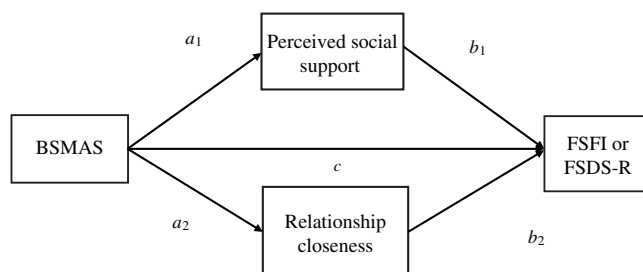 a1
Perceived social
support
b1
BSMAS
c
FSFI or
FSDS-R
a2
Relationship
closeness
b2